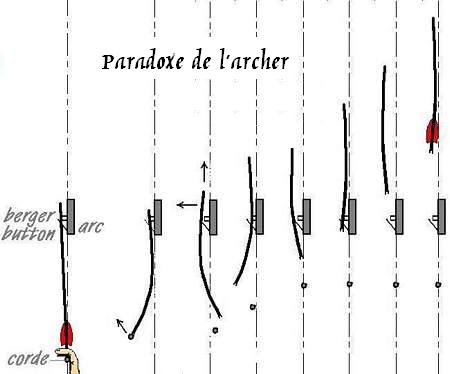 Paradoxe de l'archer
berger
button
arc
corde